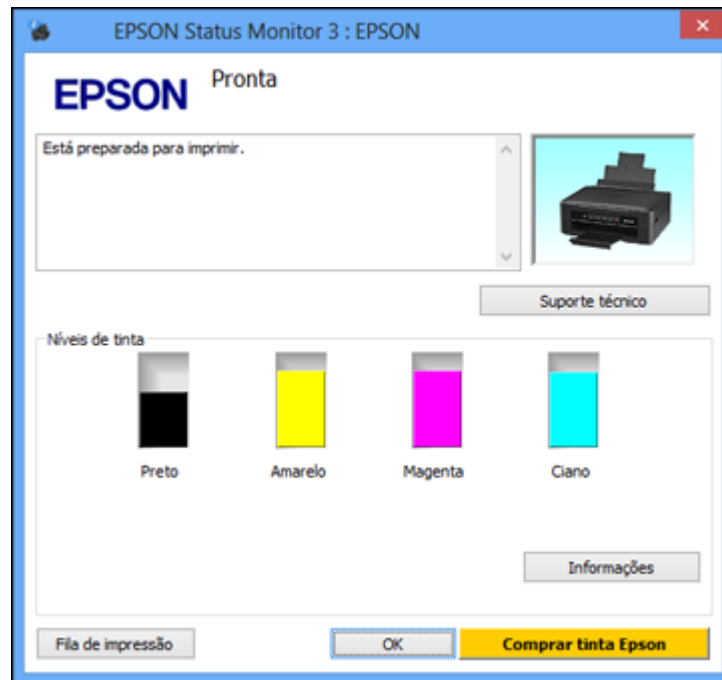 EPSON Status Monitor 3 : EPSON
EPSON
Pronta
Está preparada para imprimir.
Suporte técnico
Níveis de tinta
Preto
Amarelo
Magenta
Ciano
Informações
Fila de impressão
OK
Comprar tinta Epson